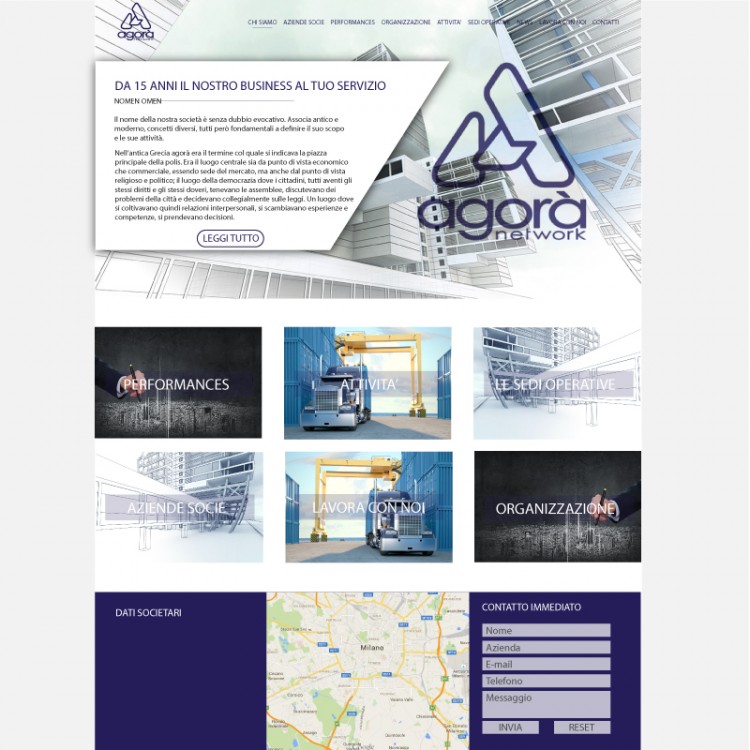 agorà
network
CHI SIAMO AZIENDE SOCIE PERFORMANCES ORGANIZZAZIONE ATTIVITA' SEDI OPERATIVE NEWS LAVORA CON NOI CONTATTI
DA 15 ANNI IL NOSTRO BUSINESS AL TUO SERVIZIO
NOMEN OMEN
Il nome della nostra società è senza dubbio evocativo. Associa antico e
moderno, concetti diversi, tutti però fondamentali a definire il suo scopo
e le sue attività.
Nell'antica Grecia agorà era il termine col quale si indicava la piazza
principale della polis. Era il luogo centrale sia da punto di vista economico
che commerciale, essendo sede del mercato, ma anche dal punto di vista
religioso e politico; il luogo della democrazia dove i cittadini, tutti aventi gli
stessi diritti e gli stessi doveri, tenevano le assemblee, discutevano dei
problemi della città e decidevano collegialmente sulle leggi. Un luogo dove
si coltivavano quindi relazioni interpersonali, si scambiavano esperienze e
competenze, si prendevano decisioni.
LEGGI TUTTO
agorà
network
PERFORMANCES
ATTIVITA'
LE SEDI OPERATIVE
AZIENDE SOCIE
LAVORA CON NOI
ORGANIZZAZIONE
DATI SOCIETARI
Milano
CONTATTO IMMEDIATO
Nome
Azienda
E-mail
Telefono
Messaggio
INVIA RESET